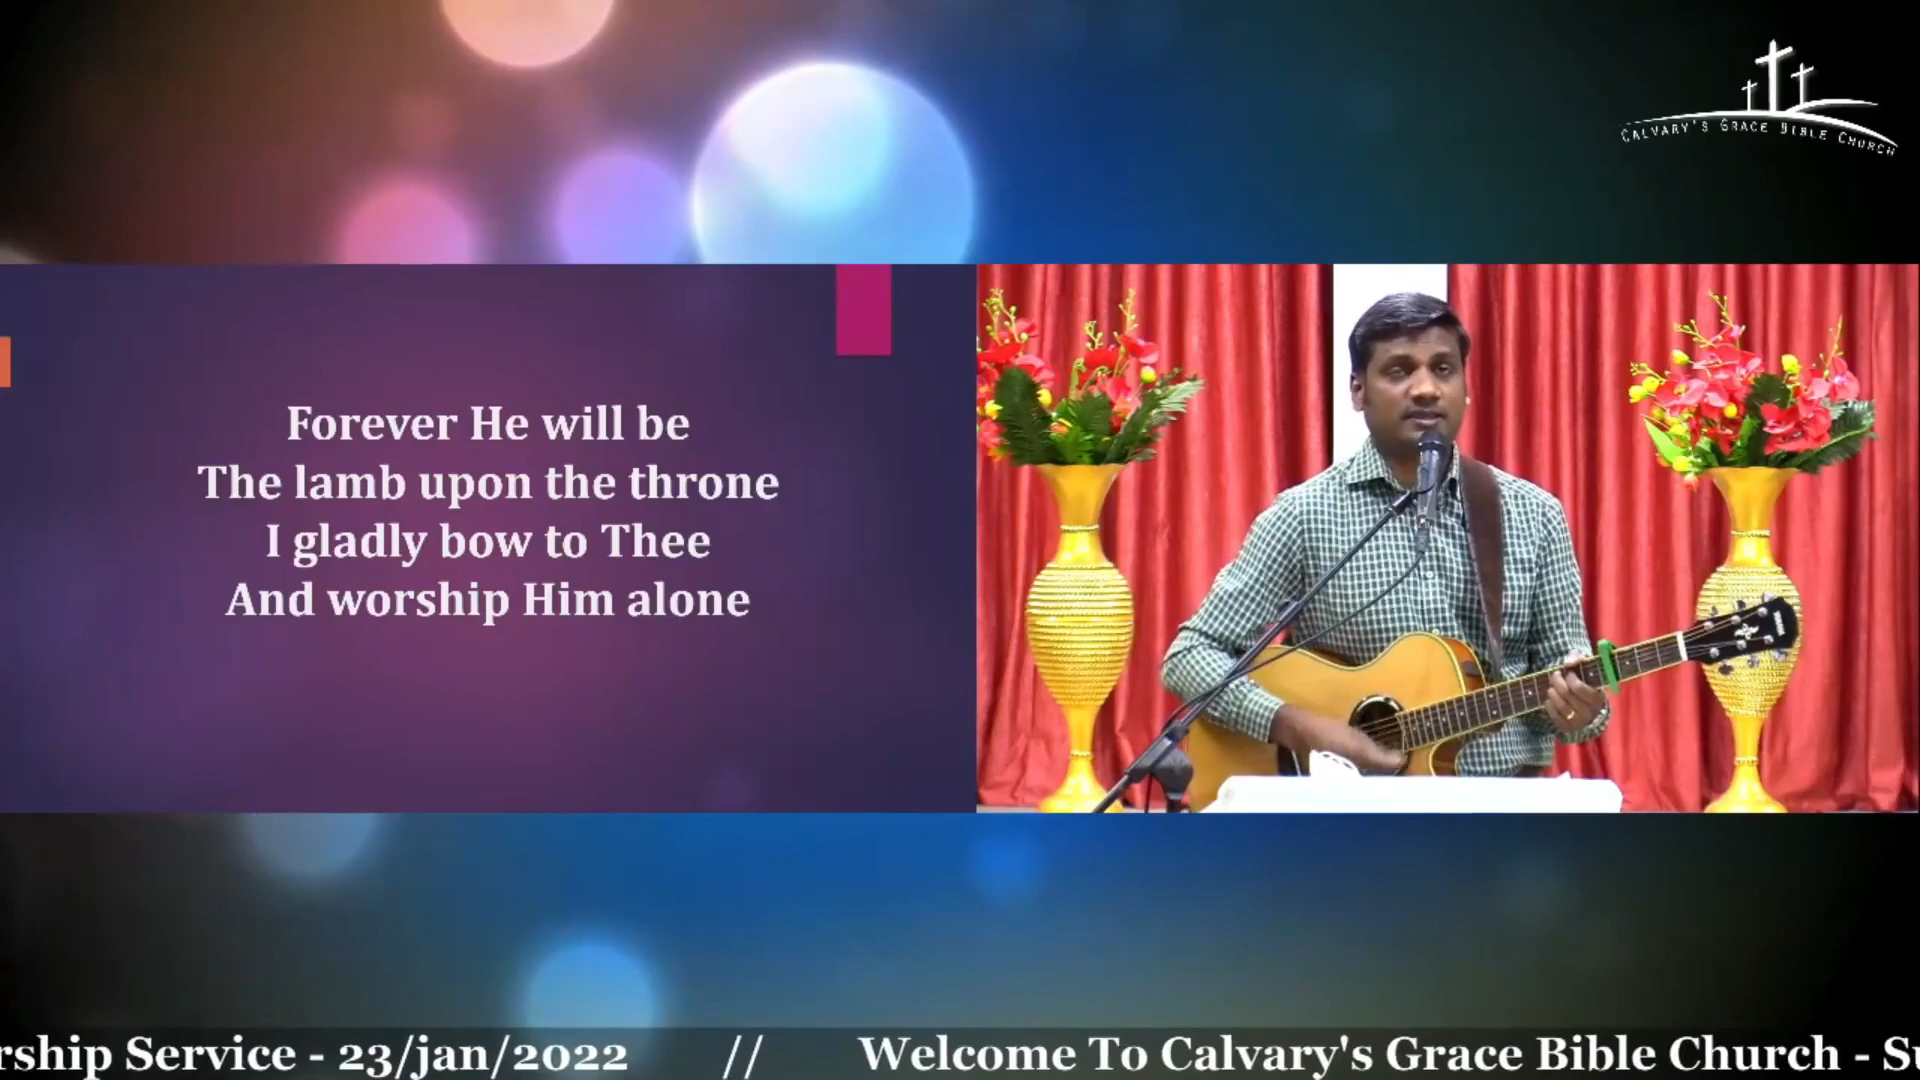 CALVARY'S GRACE BIBLE CHURCH
Forever He will be
The lamb upon the throne
I gladly bow to Thee
And worship Him alone
rship Service - 23/jan/2022 // Welcome To Calvary's Grace Bible Church - Su